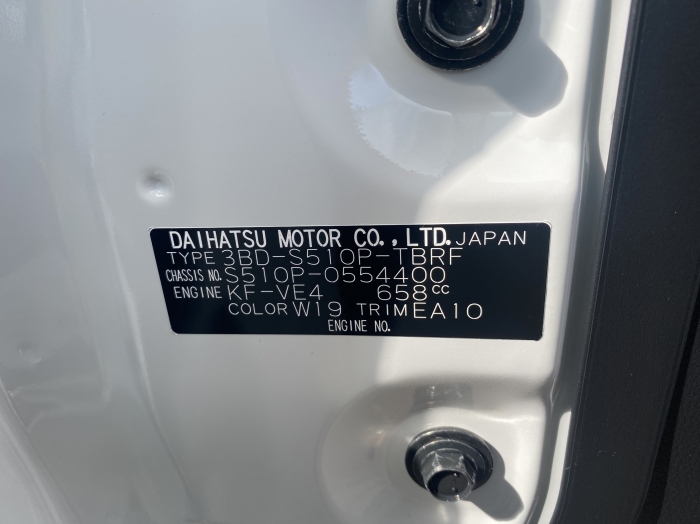 DAIHATSU MOTOR CO.,LTD. JAPAN
TYPE 3BD-S510P-TBRF
CHASSIS NO. S510P-0554400
ENGINE KF-VE4 658cc
COLOR W19 TRIM EA10
ENGINE NO.